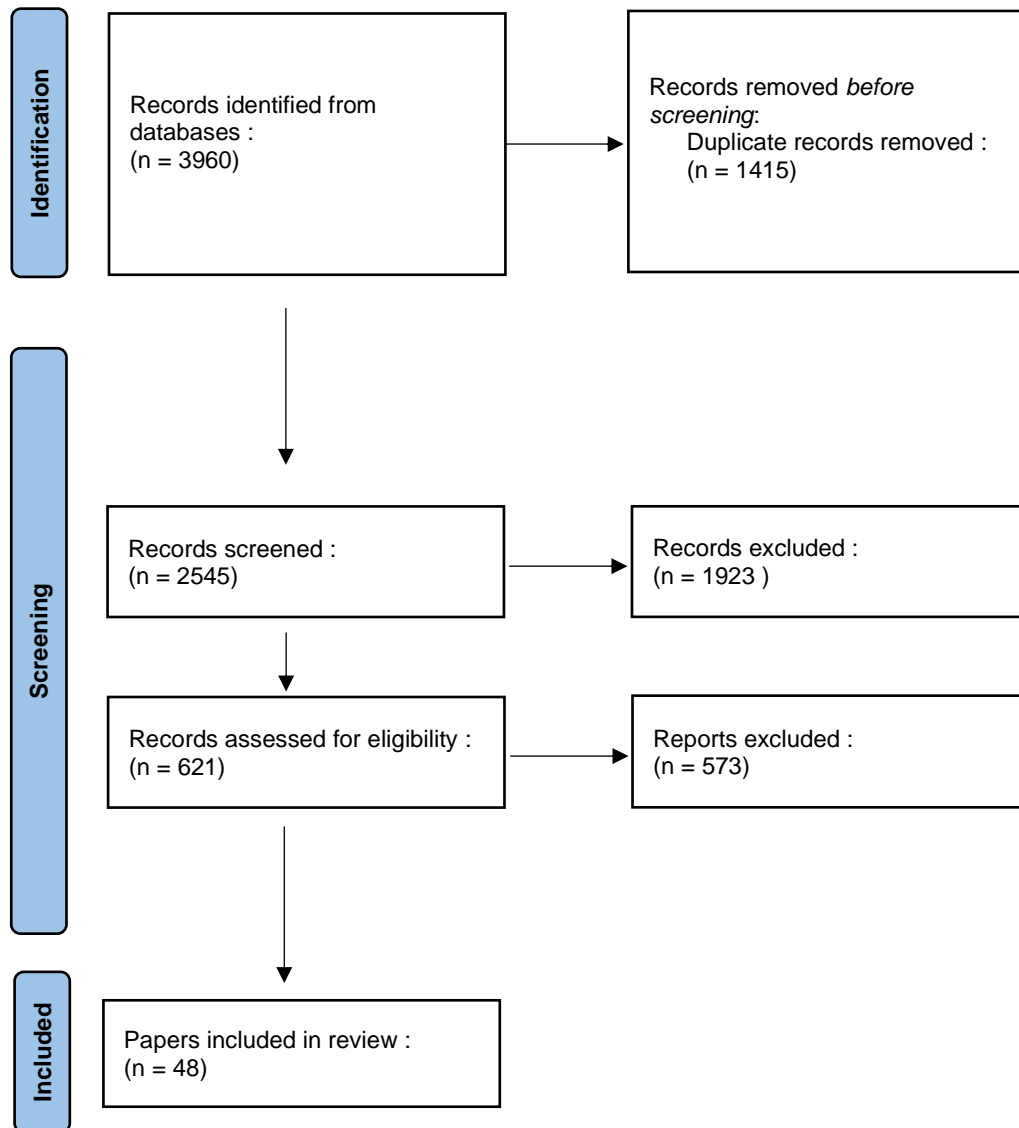 Identification
Records identified from
databases :
(n = 3960)
Records removed before
screening:
Duplicate records removed :
(n = 1415)
Screening
Records screened :
(n = 2545)
Records excluded :
(n = 1923 )
Records assessed for eligibility :
(n = 621)
Reports excluded :
(n = 573)
Included
Papers included in review :
(n = 48)